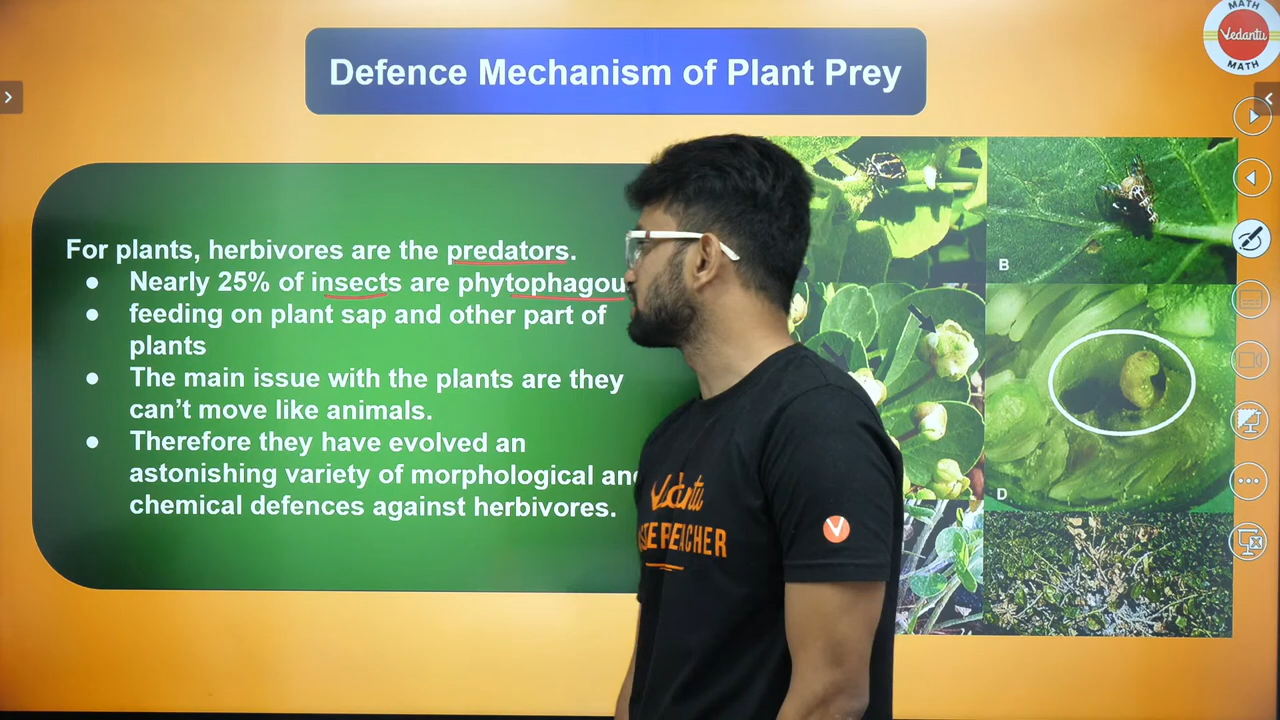 MATH
Vedantu
MATH
Defence Mechanism of Plant Prey
For plants, herbivores are the predators.
Nearly 25% of insects are
feeding on plant sap and other part of
plants
The main issue with the plants are they
can't move like animals.
Therefore they have evolved an
astonishing variety of morphological
chemical defences against herbivores.
B
D
Vedantu
V